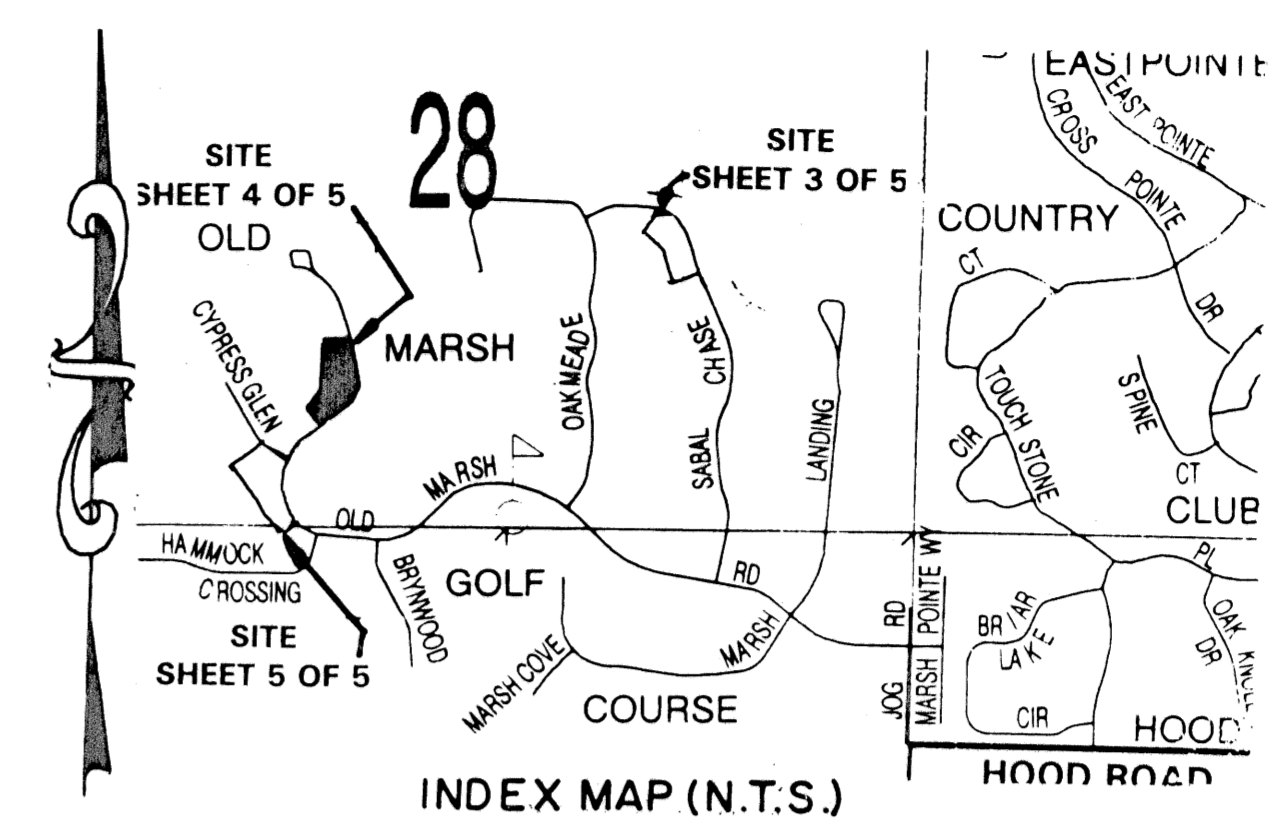 EASTPOINTE
EAST POINTE
CROSS
POINTE
DR
28
SITE
SHEET 4 OF 5
OLD
SITE
SHEET 3 OF 5
COUNTRY
CT
CYPRESS GLEN
MARSH
OAKMEADE
SABAL CHASE
LANDING
TOUCH STONE
CIR
SPINE
CT
CLUB
MARSH
OLD
HAMMOCK
CROSSING
BRYNWOOD
GOLF
RD
MARSH
JOG RD
MARSH POINTE WY
PL
BRIAR
LAKE
CIR
OAK KNOLL
DR
SITE
SHEET 5 OF 5
MARSH COVE
COURSE
HOOD
HOOD ROAD
INDEX MAP (N.T.S.)